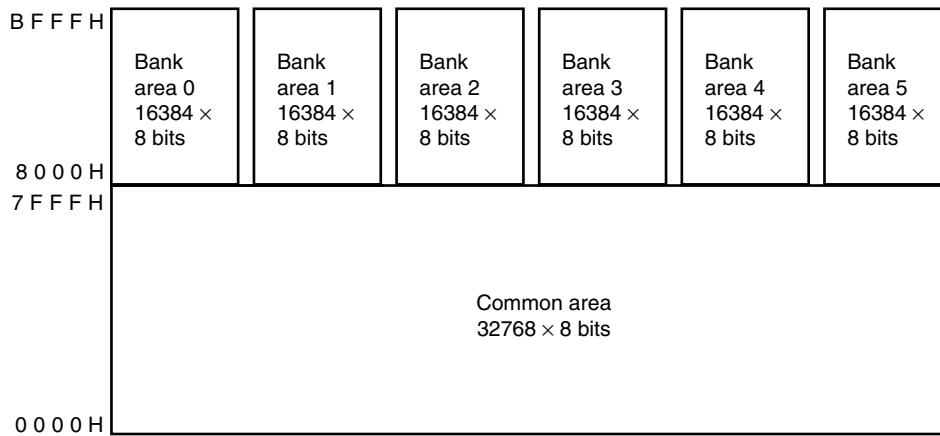 B F F F H
Bank
area 0
16384 ×
8 bits
Bank
area 1
16384 ×
8 bits
Bank
area 2
16384 ×
8 bits
Bank
area 3
16384 ×
8 bits
Bank
area 4
16384 ×
8 bits
Bank
area 5
16384 ×
8 bits
8 0 0 0 H
7 F F F H
Common area
32768 × 8 bits
0 0 0 0 H